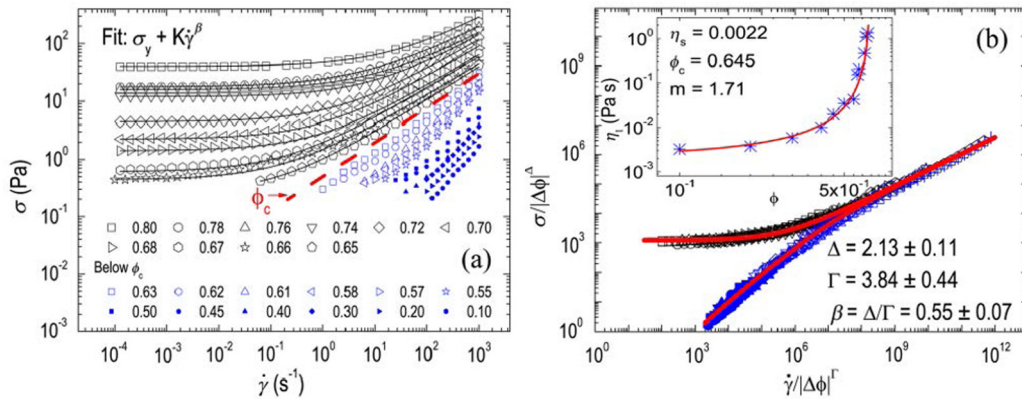 Fit: σy + Kγ̇^β
10^2
10^1
10^0
10^-1
10^-2
10^-3
σ (Pa)
ϕc
0.80 0.78 0.76 0.74 0.72 0.70
0.68 0.67 0.66 0.65
(a)
Below ϕc
0.63 0.62 0.61 0.58 0.57 0.55
0.50 0.45 0.40 0.30 0.20 0.10
10^-4 10^-3 10^-2 10^-1 10^0 10^1 10^2 10^3
γ̇ (s^-1)
(b)
ηs = 0.0022
ϕc = 0.645
m = 1.71
10^1
10^-1
10^-2
10^-3
ηr (Pa s)
10^-1 5x10^-1
ϕ
10^9
10^6
10^3
10^0
σ/|Δϕ|^Δ
Δ = 2.13 ± 0.11
Γ = 3.84 ± 0.44
β = Δ/Γ = 0.55 ± 0.07
10^0 10^3 10^6 10^9 10^12
γ̇/|Δϕ|^Γ